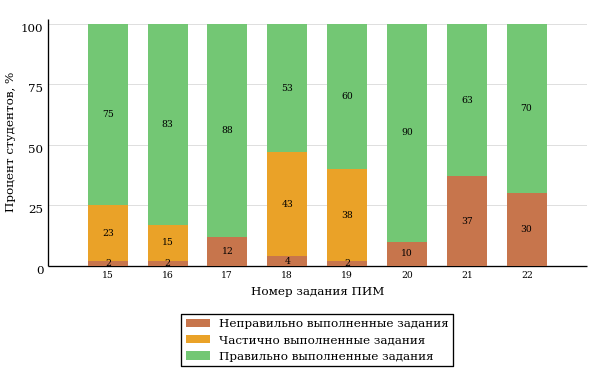 Процент студентов, %
100
75
50
25
0
75 83 88 53 60 90 63 70
23 15 43 38
2 2 12 4 2 10 37 30
15 16 17 18 19 20 21 22
Номер задания ПИМ
Неправильно выполненные задания
Частично выполненные задания
Правильно выполненные задания